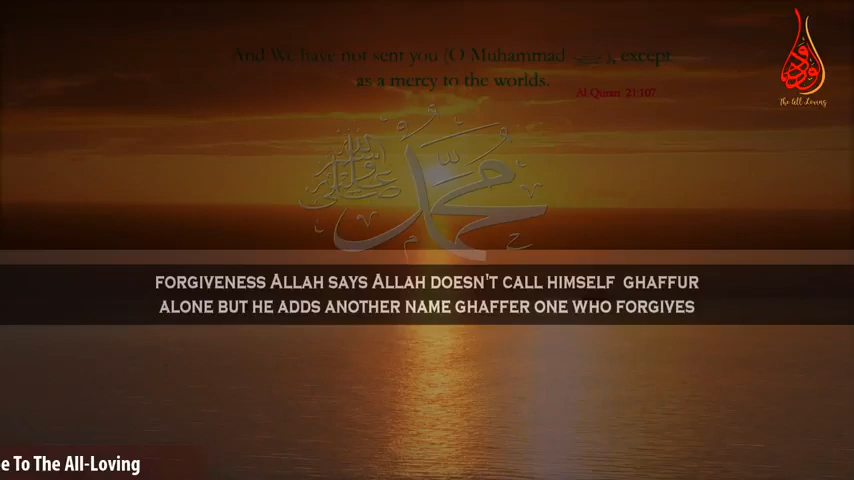 And We have not sent you (O Muhammad ﷺ), except
as a mercy to the worlds.
Al-Quran 21:107
The All Loving
محمد
FORGIVENESS ALLAH SAYS ALLAH DOESN'T CALL HIMSELF GHAFFUR
ALONE BUT HE ADDS ANOTHER NAME GHAFFER ONE WHO FORGIVES
e To The All-Loving